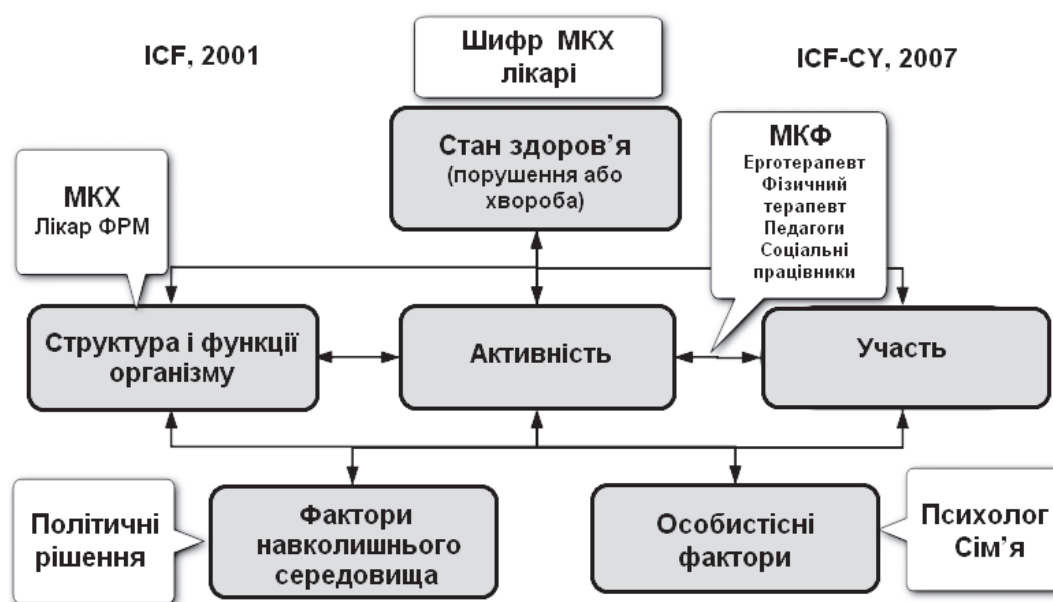 ICF, 2001
Шифр МКХ
лікарі
ICF-CY, 2007
Стан здоров’я
(порушення або
хвороба)
МКХ
Лікар ФРМ
МКФ
Ерготерапевт
Фізичний
терапевт
Педагоги
Соціальні
працівники
Структура і функції
організму
Активність
Участь
Політичні
рішення
Фактори
навколишнього
середовища
Особистісні
фактори
Психолог
Сім’я